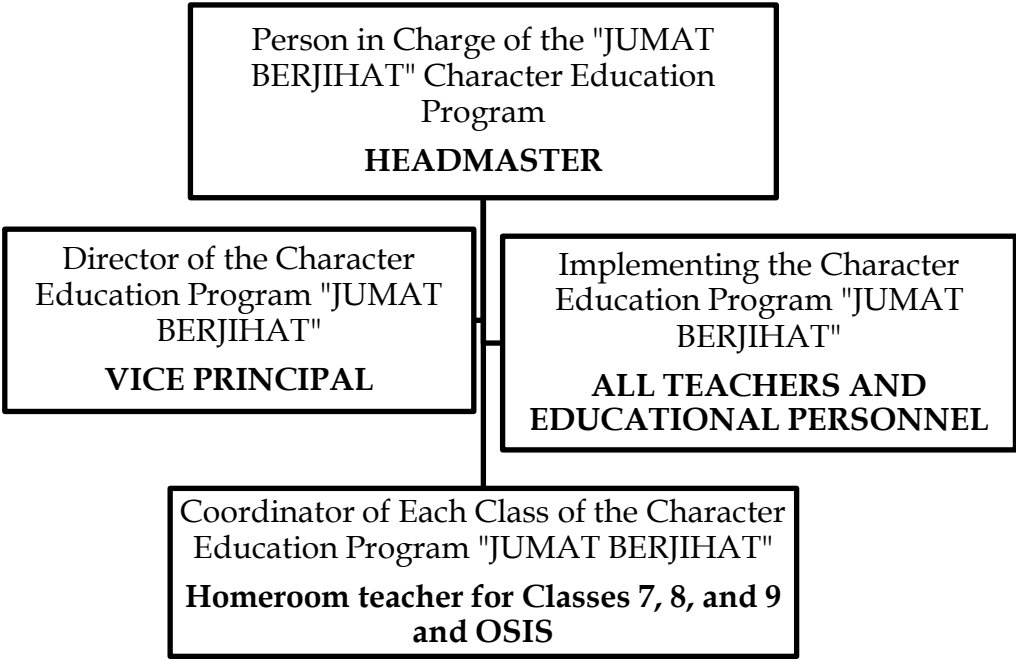 Person in Charge of the "JUMAT
BERJIHAT" Character Education
Program
HEADMASTER
Director of the Character
Education Program "JUMAT
BERJIHAT"
VICE PRINCIPAL
Implementing the Character
Education Program "JUMAT
BERJIHAT"
ALL TEACHERS AND
EDUCATIONAL PERSONNEL
Coordinator of Each Class of the Character
Education Program "JUMAT BERJIHAT"
Homeroom teacher for Classes 7, 8, and 9
and OSIS